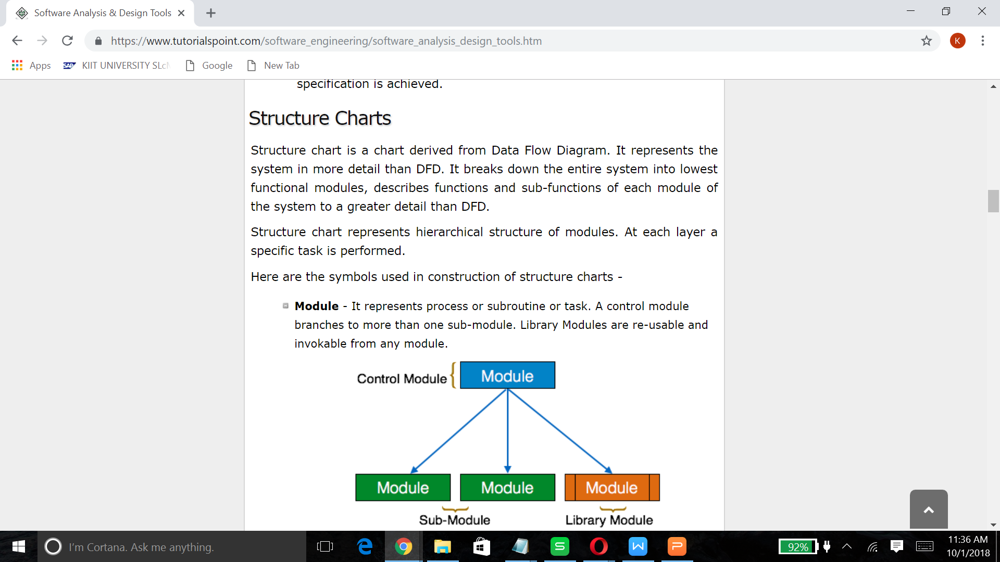 Software Analysis & Design Tools
https://www.tutorialspoint.com/software_engineering/software_analysis_design_tools.htm
K
Apps
SAP
KIIT UNIVERSITY SLcM
Google
New Tab
specification is achieved.
Structure Charts
Structure chart is a chart derived from Data Flow Diagram. It represents the
system in more detail than DFD. It breaks down the entire system into lowest
functional modules, describes functions and sub-functions of each module of
the system to a greater detail than DFD.
Structure chart represents hierarchical structure of modules. At each layer a
specific task is performed.
Here are the symbols used in construction of structure charts -
Module - It represents process or subroutine or task. A control module
branches to more than one sub-module. Library Modules are re-usable and
invokable from any module.
Control Module
Module
Module
Module
Module
Sub-Module
Library Module
I'm Cortana. Ask me anything.
92%
11:36 AM
10/1/2018